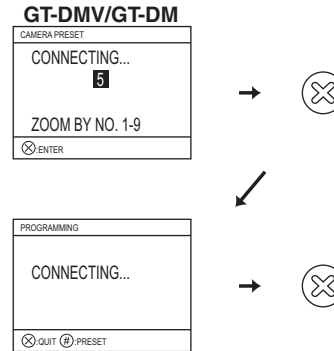 GT-DMV/GT-DM
CAMERA PRESET
CONNECTING...
5
ZOOM BY NO. 1-9
:ENTER
PROGRAMMING
CONNECTING...
:QUIT (#):PRESET